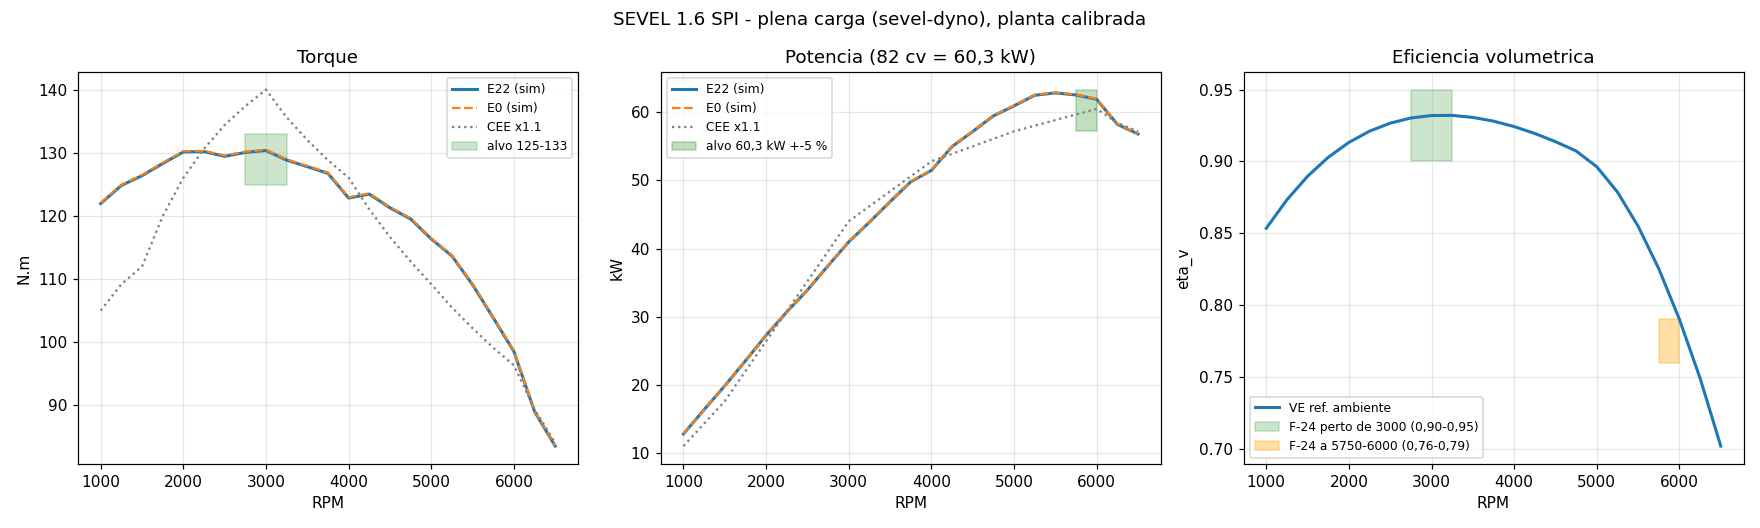 SEVEL 1.6 SPI - plena carga (sevel-dyno), planta calibrada
Torque
140
130
120
110
100
90
N.m
1000 2000 3000 4000 5000 6000
RPM
E22 (sim)
E0 (sim)
CEE x1.1
alvo 125-133
Potencia (82 cv = 60,3 kW)
60
50
40
30
20
10
kW
1000 2000 3000 4000 5000 6000
RPM
E22 (sim)
E0 (sim)
CEE x1.1
alvo 60,3 kW +-5 %
Eficiencia volumetrica
0.95
0.90
0.85
0.80
0.75
0.70
eta_v
1000 2000 3000 4000 5000 6000
RPM
VE ref. ambiente
F-24 perto de 3000 (0,90-0,95)
F-24 a 5750-6000 (0,76-0,79)